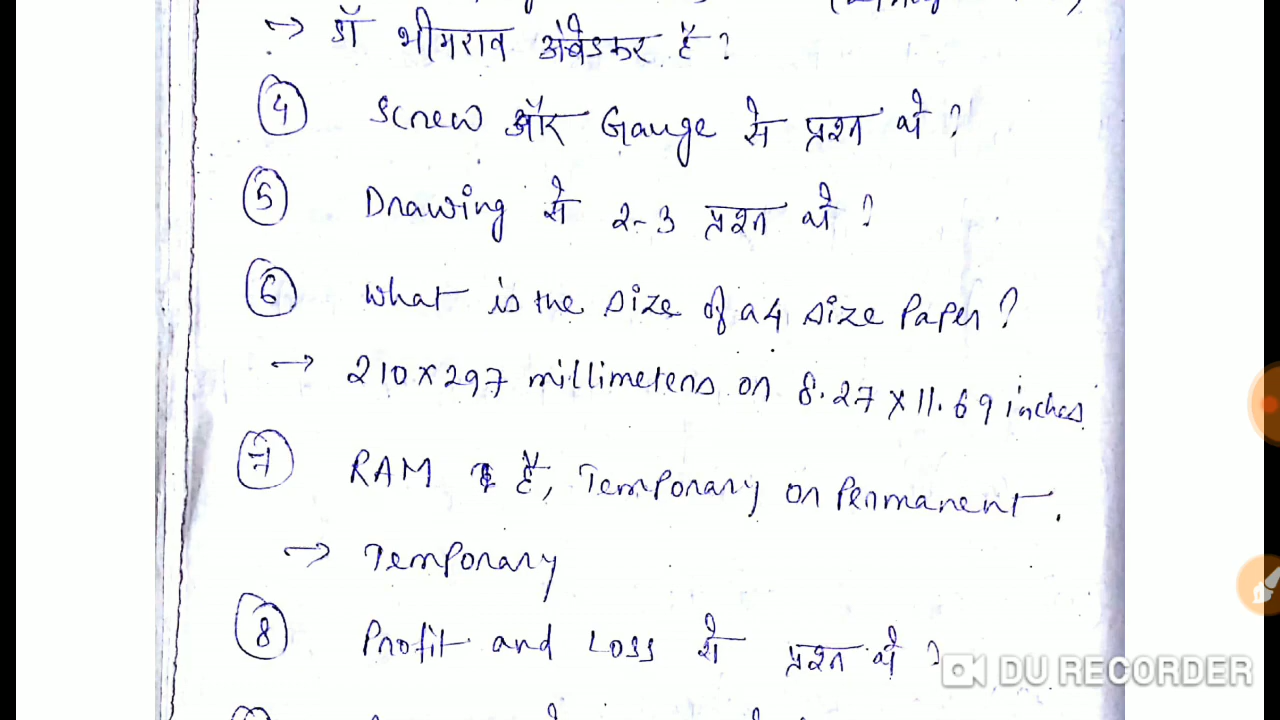 → डॉ भीमराव अंबेडकर है?
④ Screw और Gauge से प्रश्न थे?
⑤ Drawing से 2-3 प्रश्न थे?
⑥ What is the size of a4 size Paper?
→ 210×297 millimeters or 8.27×11.69 inches.
⑦ RAM है, Temporary or Permanent.
→ Temporary
⑧ Profit and Loss से प्रश्न थे?
DU RECORDER